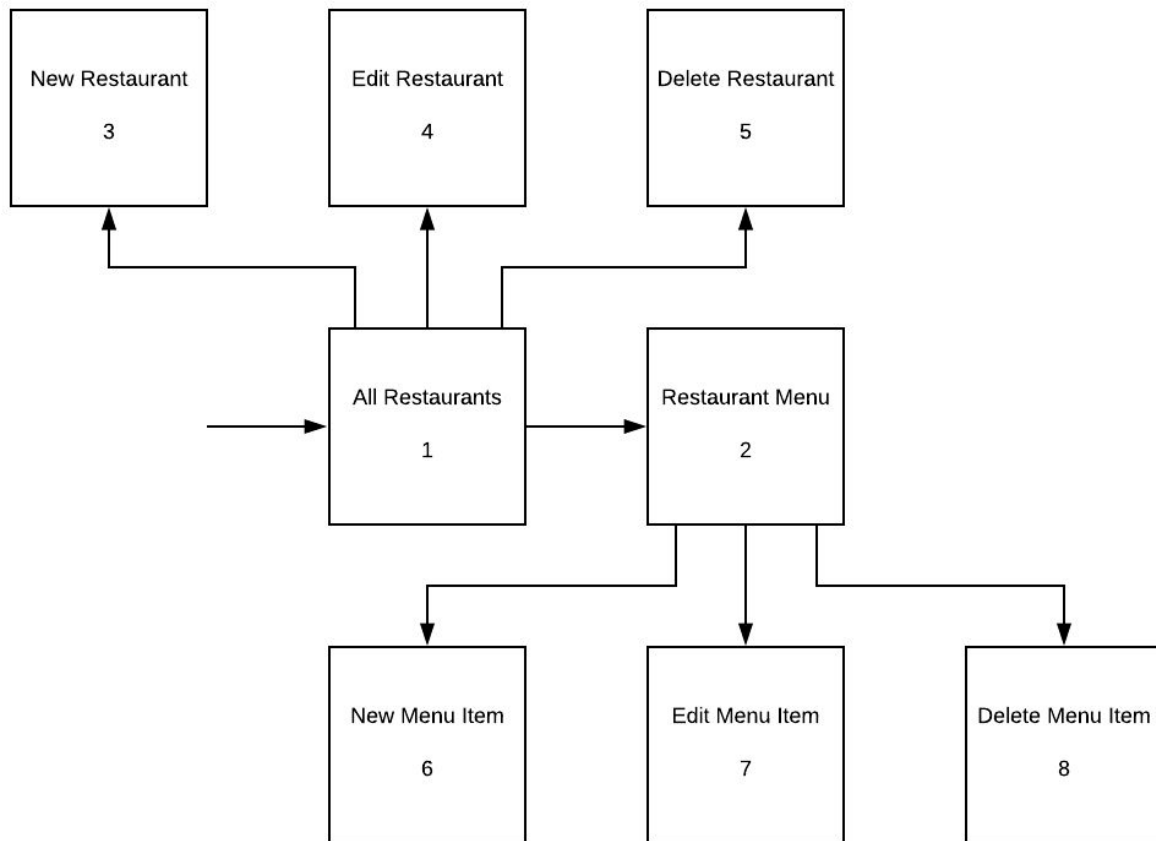 New Restaurant
3
Edit Restaurant
4
Delete Restaurant
5
All Restaurants
1
Restaurant Menu
2
New Menu Item
6
Edit Menu Item
7
Delete Menu Item
8